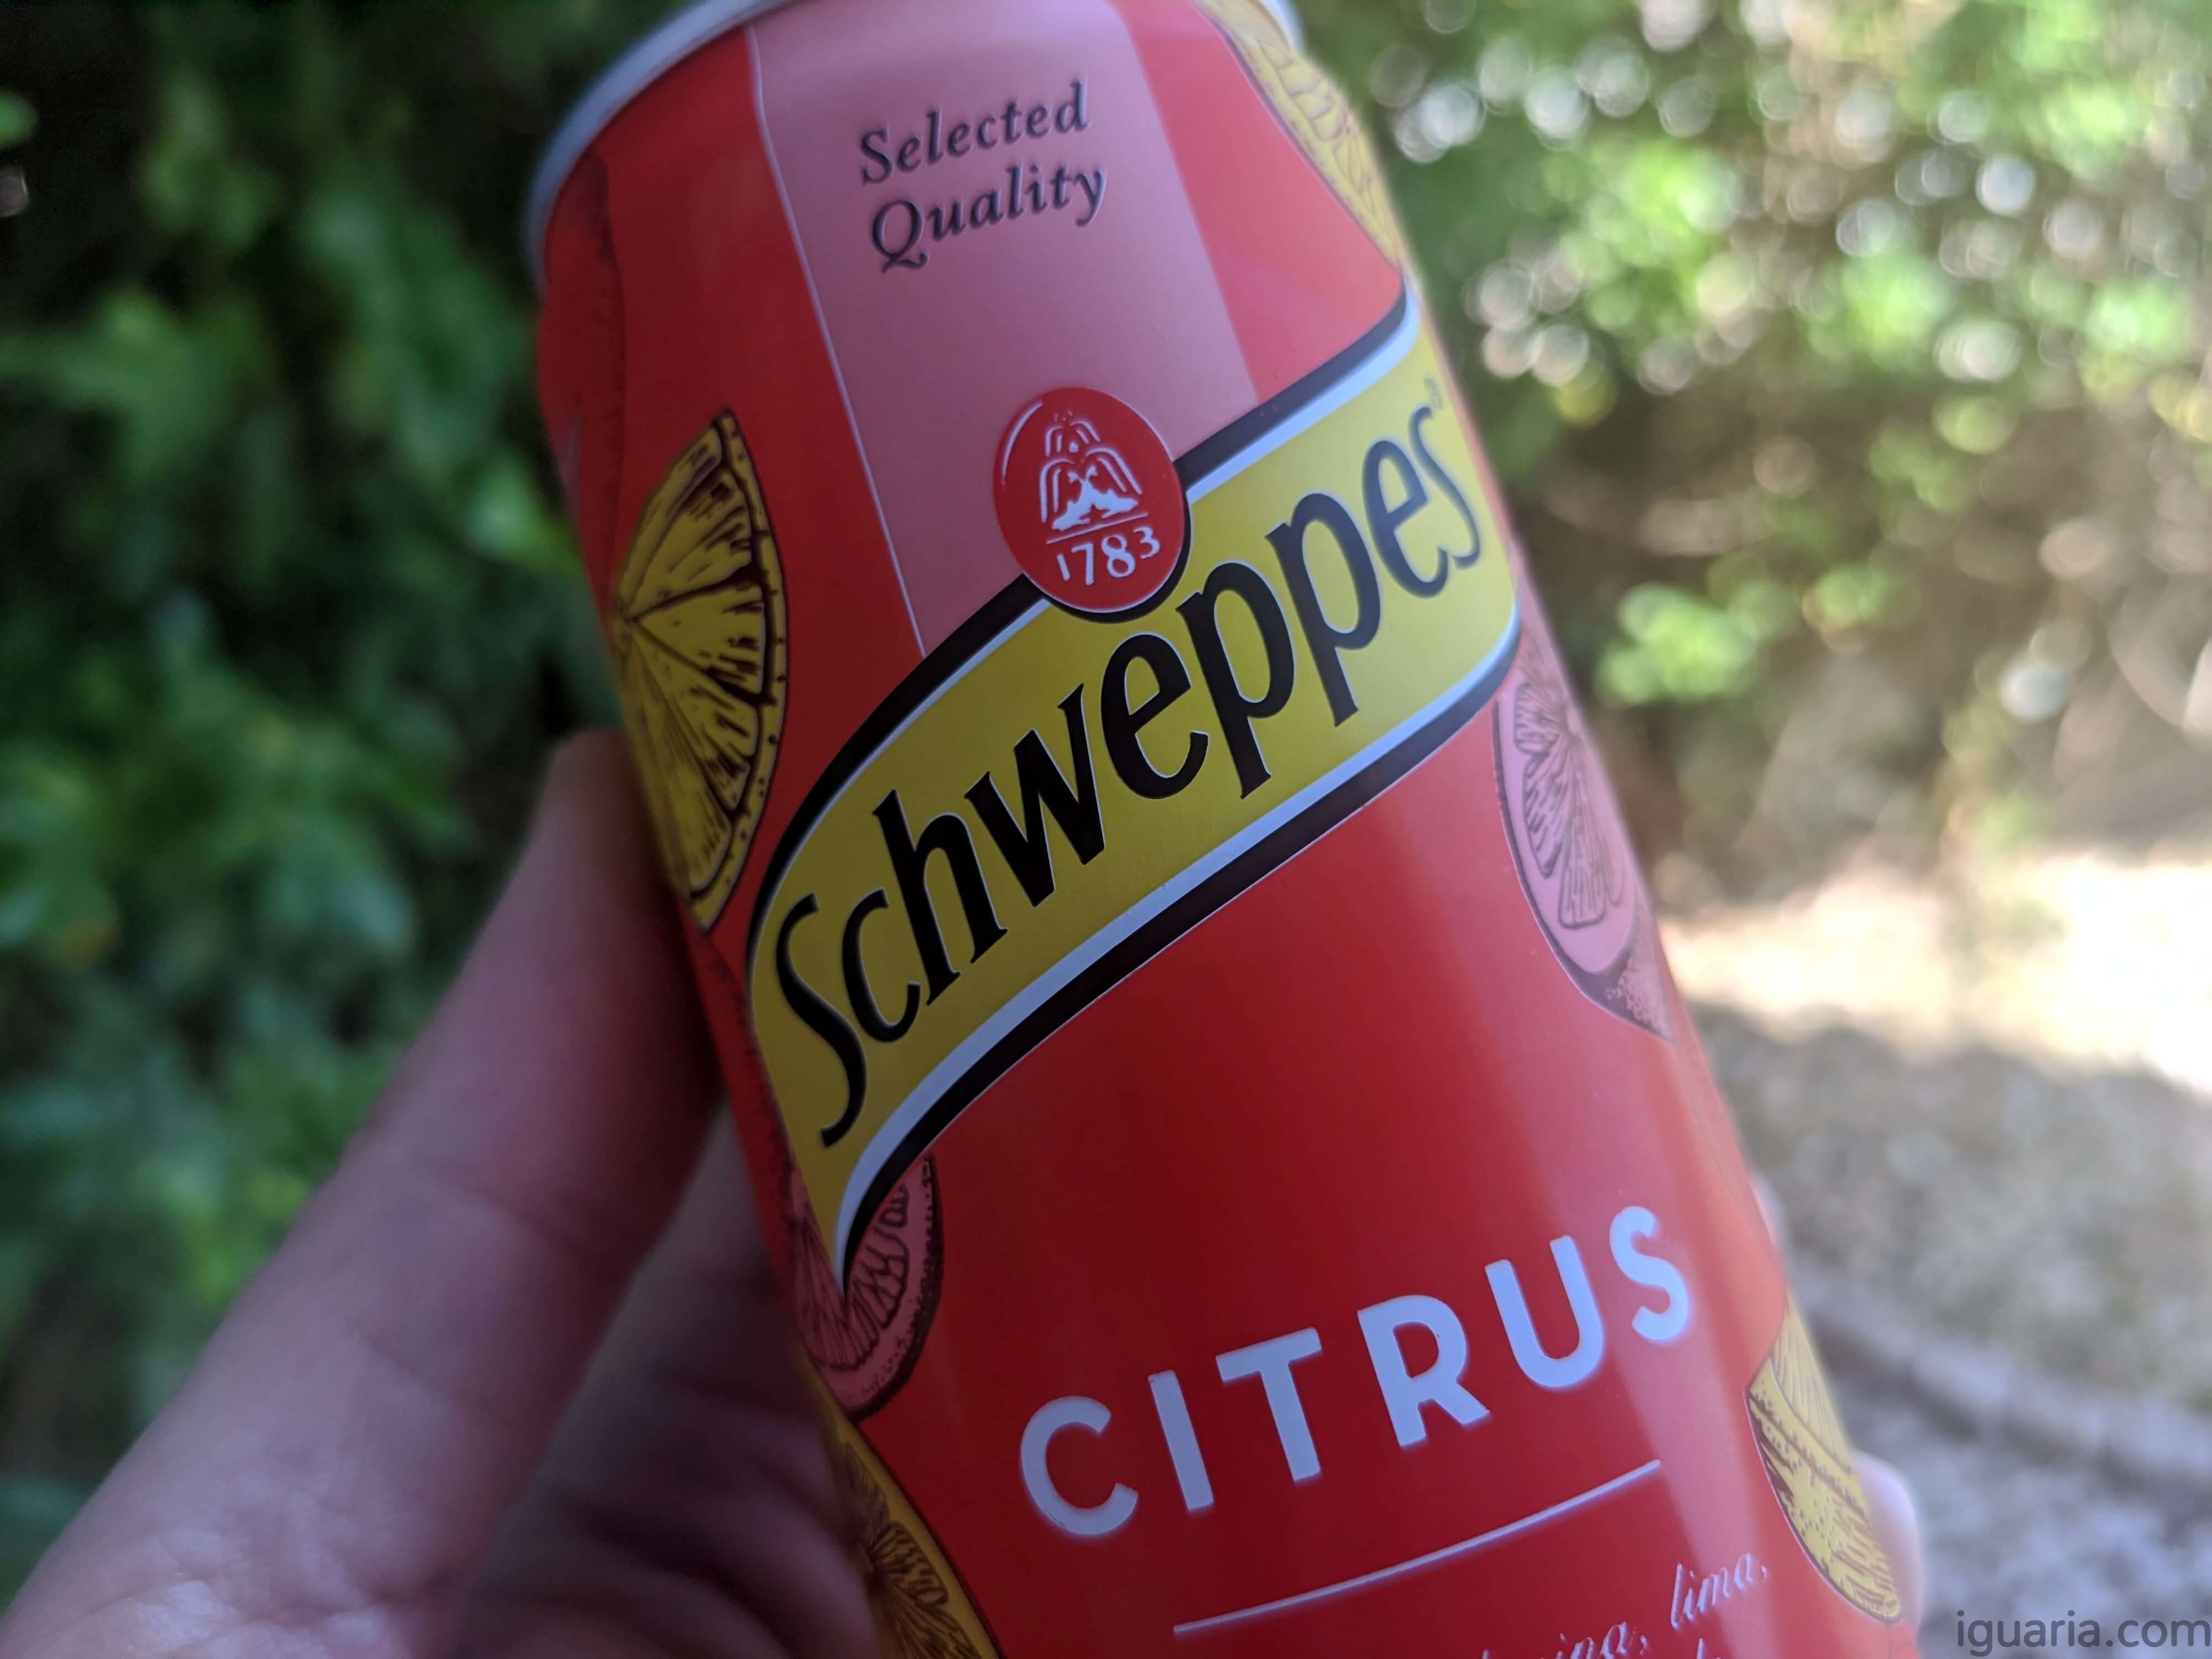 Selected
Quality
1783
Schweppes®
CITRUS
lima,
iguaria.com